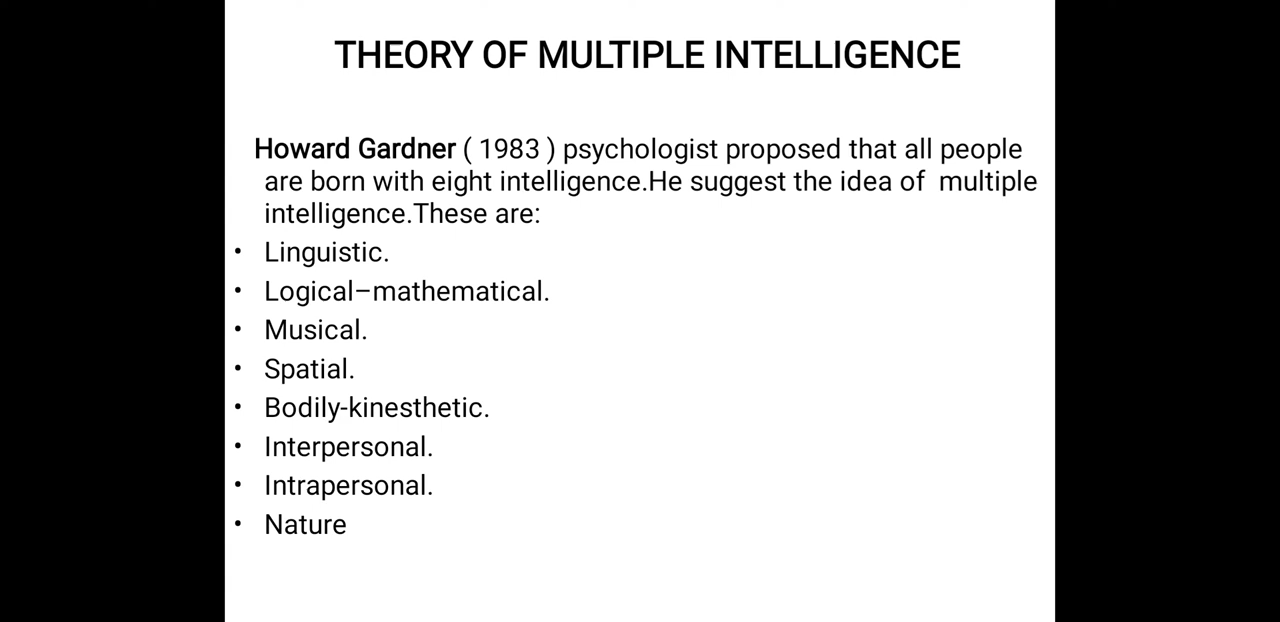 THEORY OF MULTIPLE INTELLIGENCE
Howard Gardner ( 1983 ) psychologist proposed that all people
are born with eight intelligence.He suggest the idea of  multiple
intelligence.These are:
• Linguistic.
• Logical–mathematical.
• Musical.
• Spatial.
• Bodily-kinesthetic.
• Interpersonal.
• Intrapersonal.
• Nature